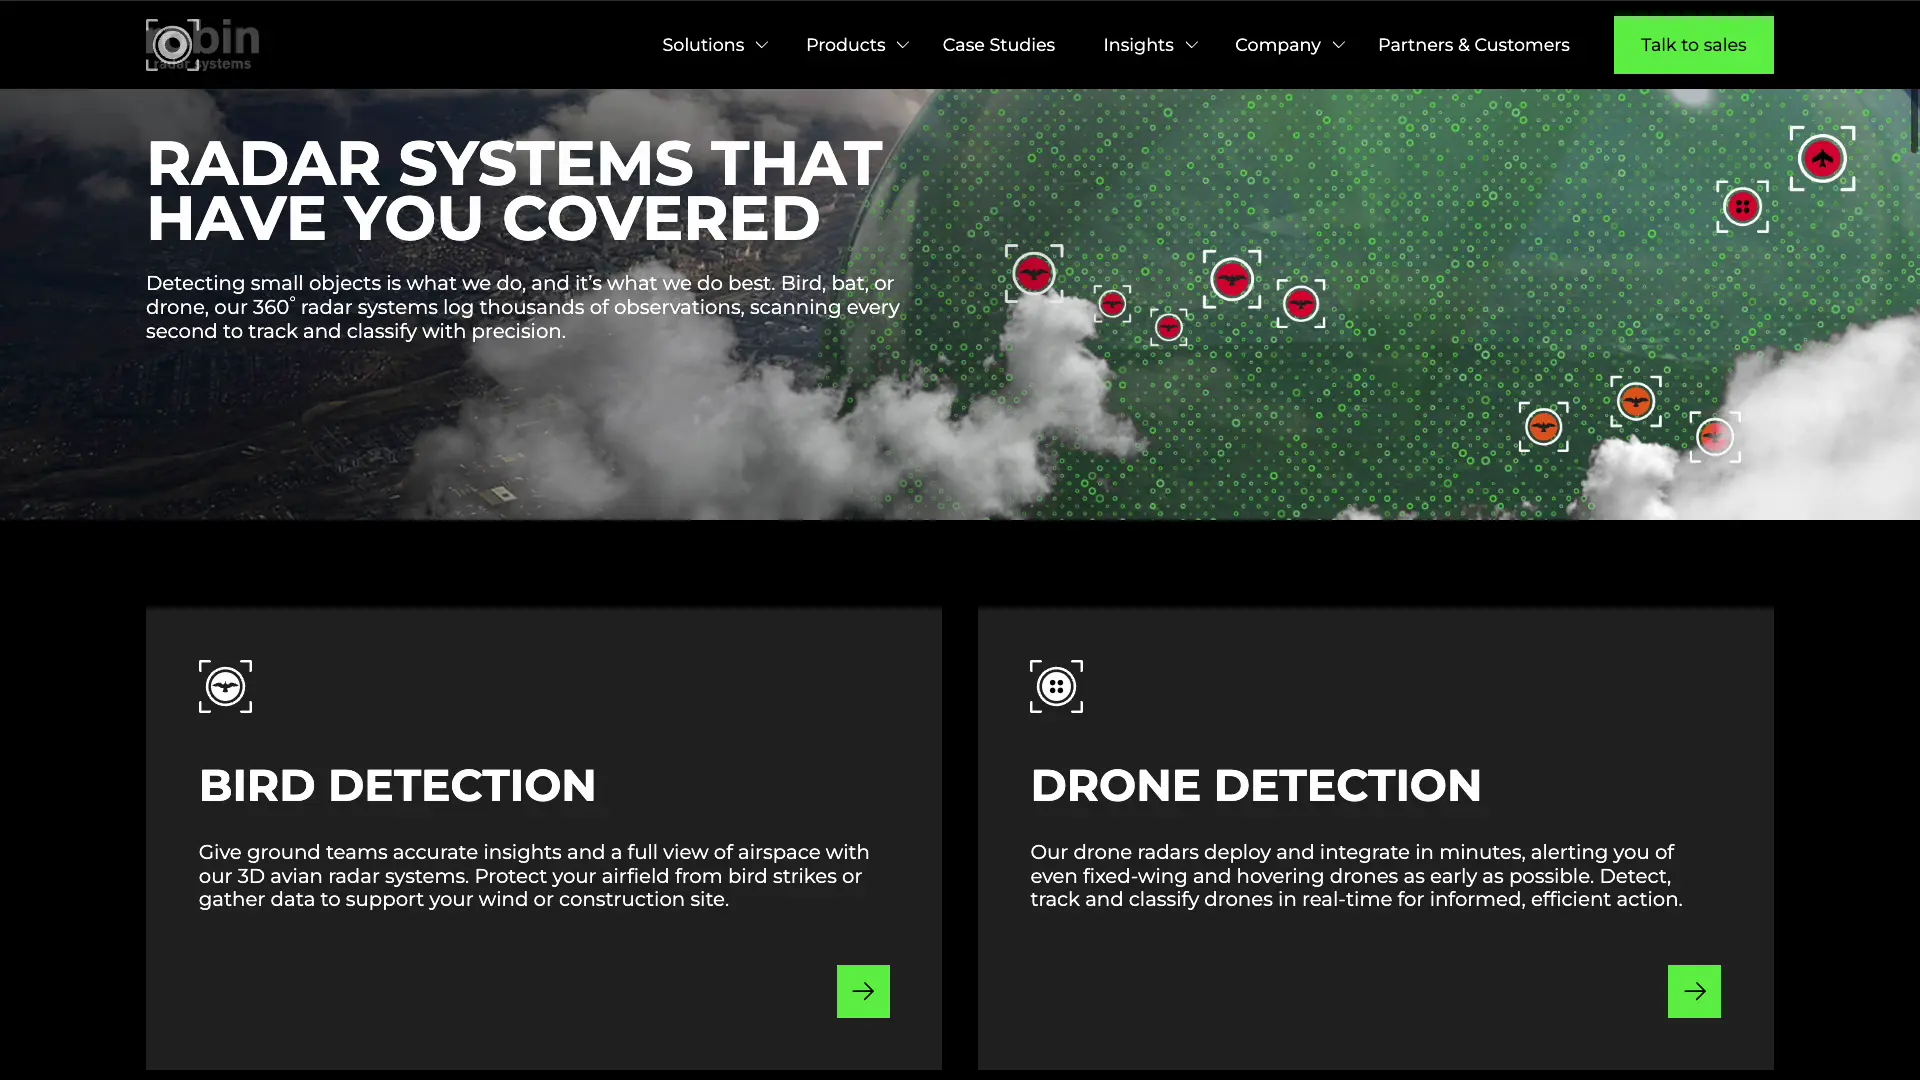 robin
radar systems
Solutions
Products
Case Studies
Insights
Company
Partners & Customers
Talk to sales
RADAR SYSTEMS THAT
HAVE YOU COVERED
Detecting small objects is what we do, and it’s what we do best. Bird, bat, or
drone, our 360° radar systems log thousands of observations, scanning every
second to track and classify with precision.
BIRD DETECTION
Give ground teams accurate insights and a full view of airspace with
our 3D avian radar systems. Protect your airfield from bird strikes or
gather data to support your wind or construction site.
DRONE DETECTION
Our drone radars deploy and integrate in minutes, alerting you of
even fixed-wing and hovering drones as early as possible. Detect,
track and classify drones in real-time for informed, efficient action.